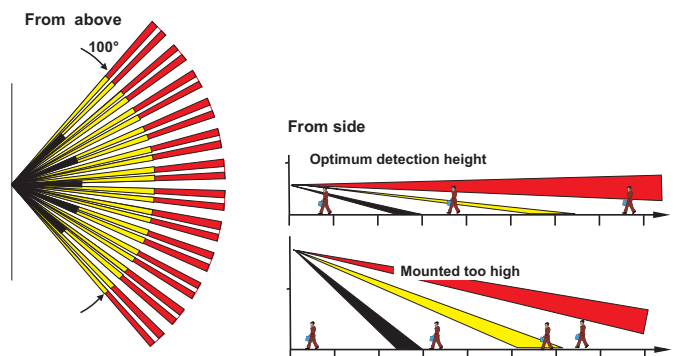 From above
100°
From side
Optimum detection height
Mounted too high